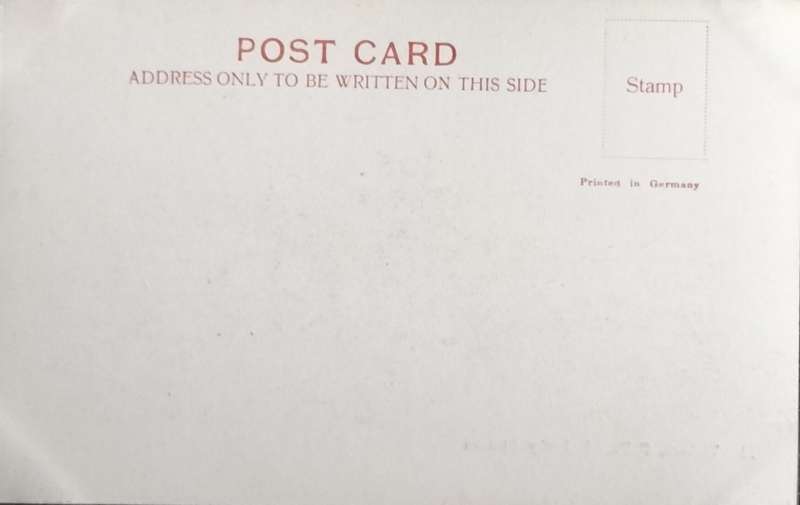 POST CARD
ADDRESS ONLY TO BE WRITTEN ON THIS SIDE
Stamp
Printed in Germany